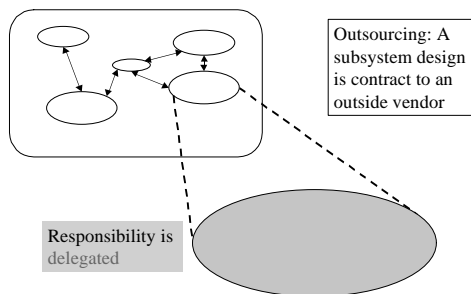 Outsourcing: A
subsystem design
is contract to an
outside vendor
Responsibility is
delegated